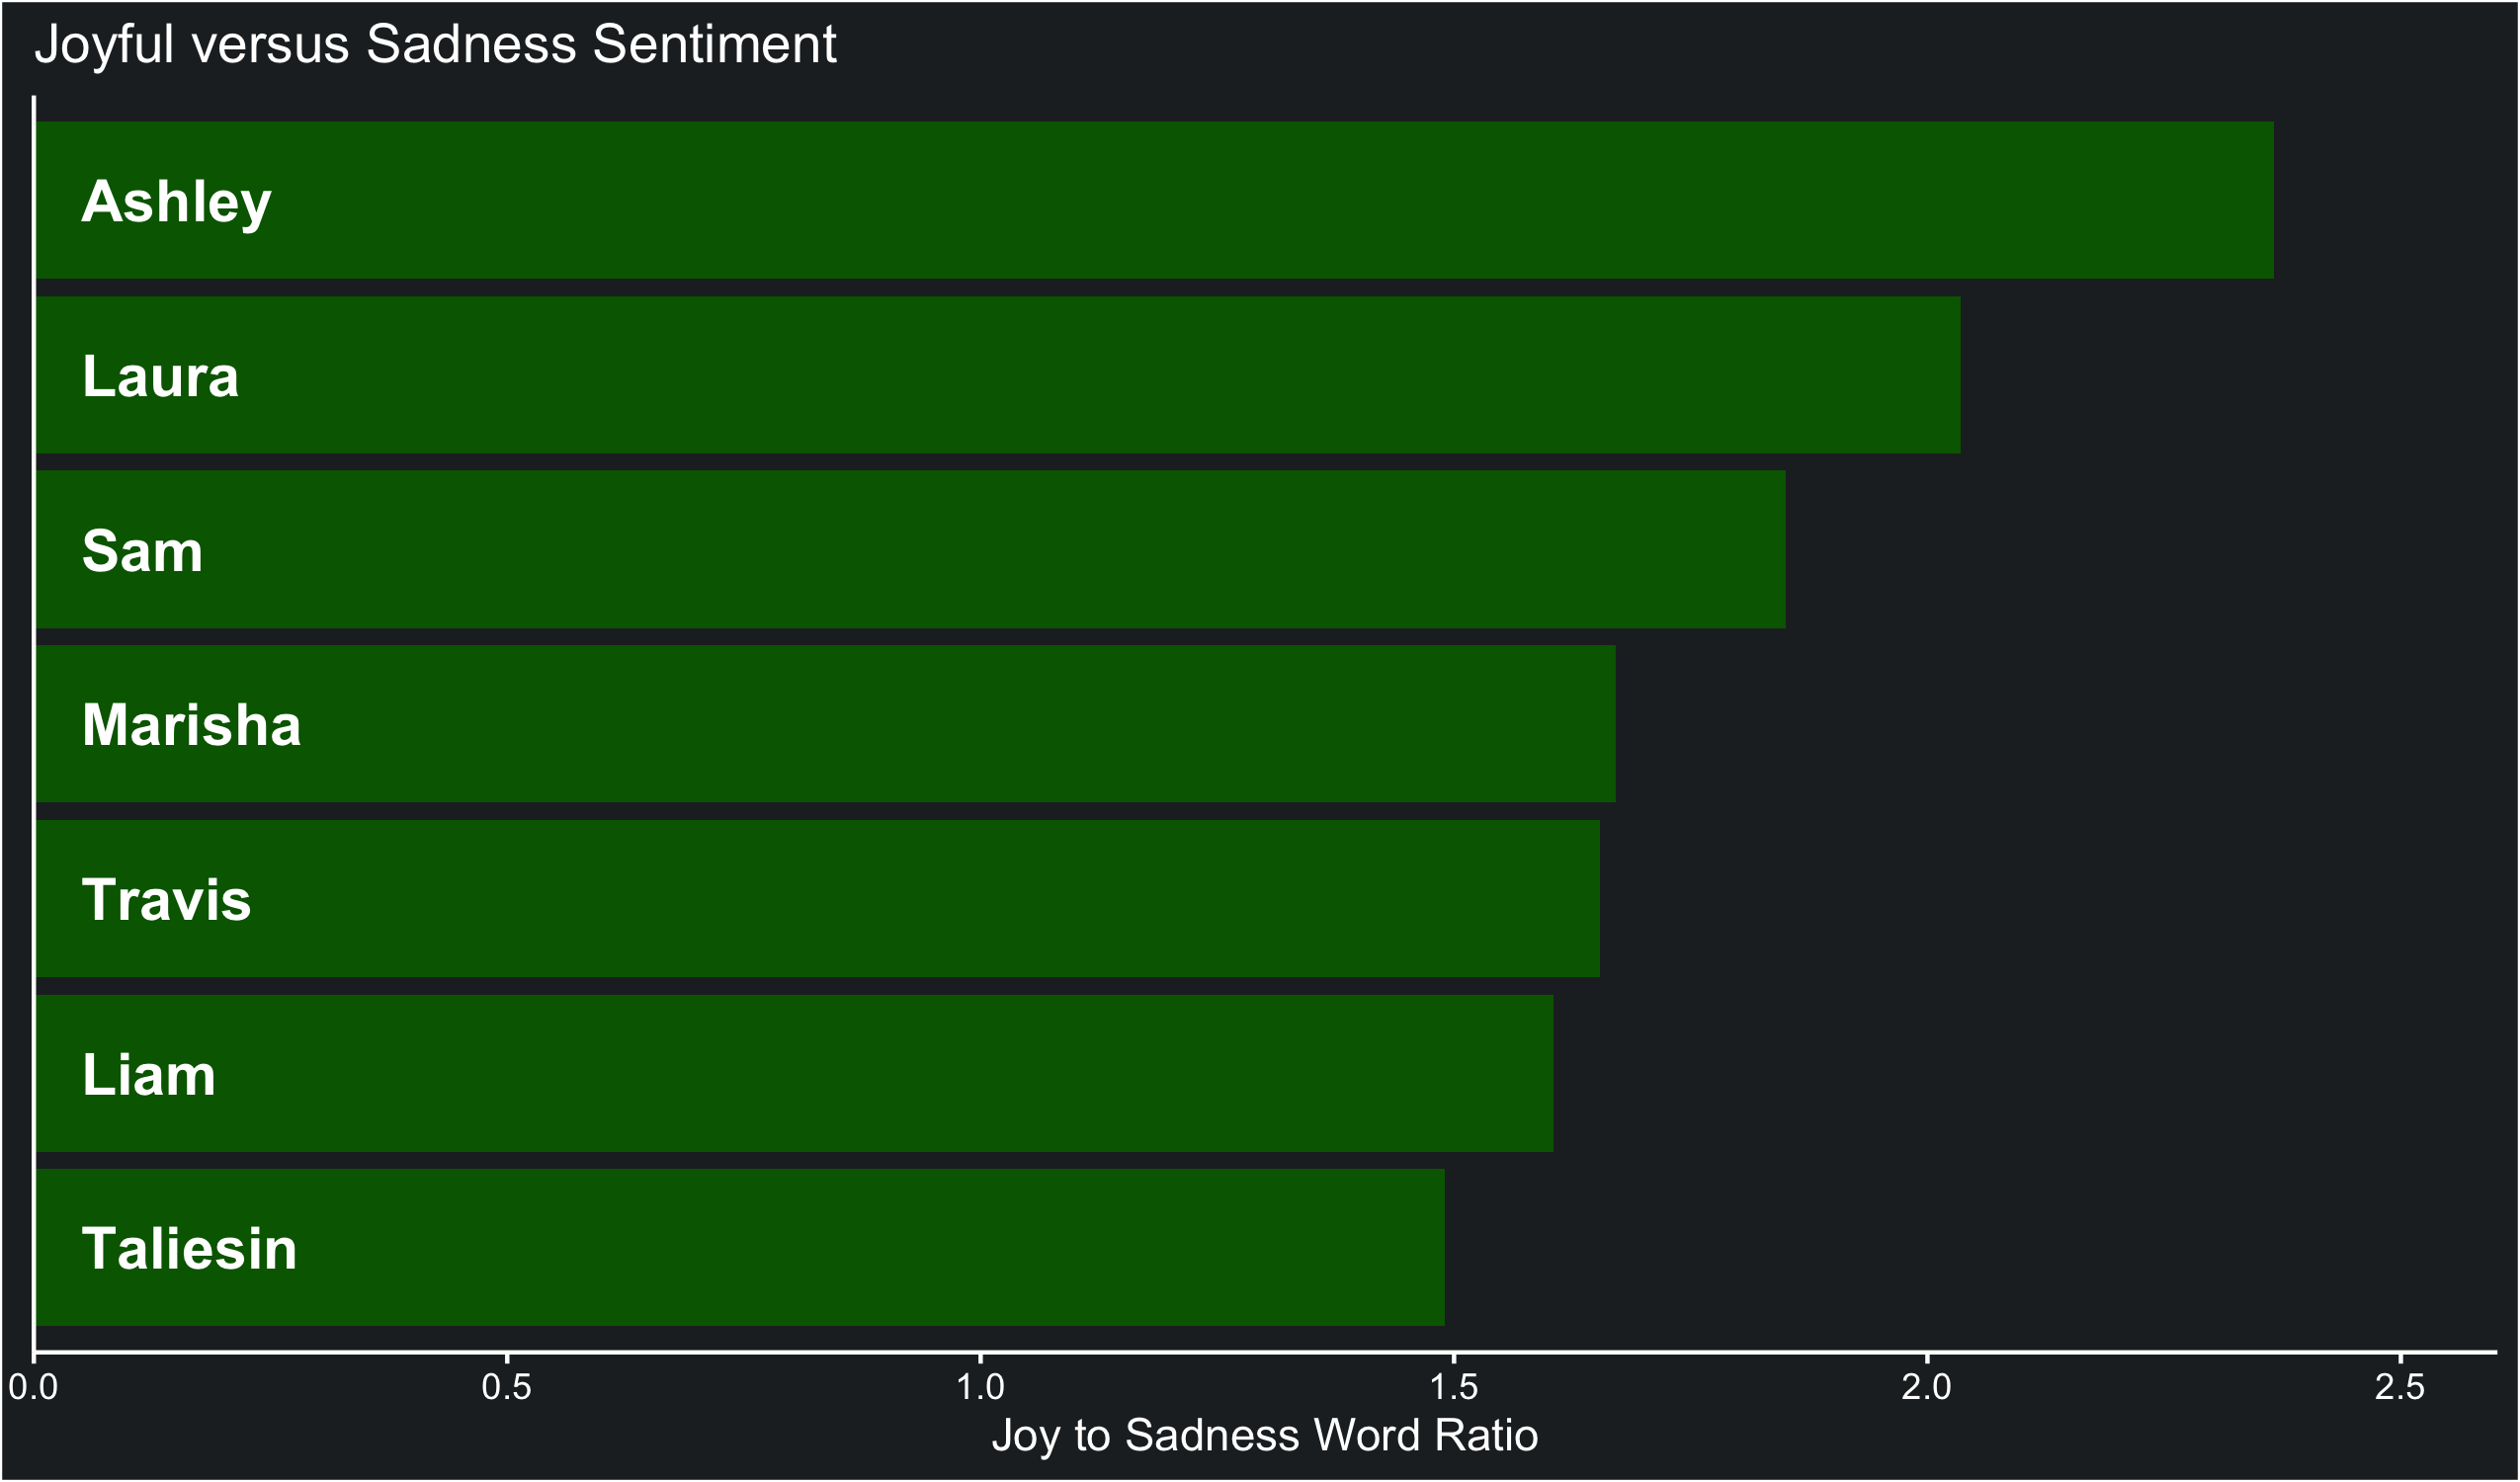 Joyful versus Sadness Sentiment
Ashley
Laura
Sam
Marisha
Travis
Liam
Taliesin
0.0 0.5 1.0 1.5 2.0 2.5
Joy to Sadness Word Ratio